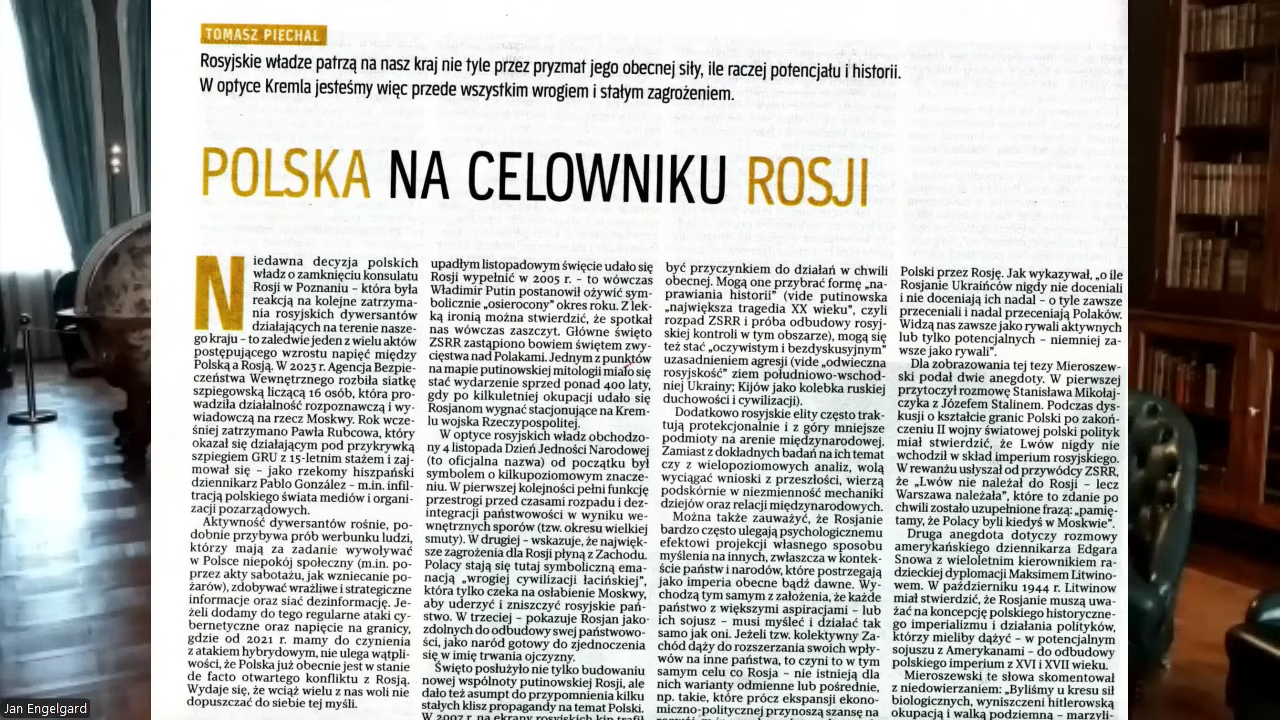 TOMASZ PIECHAL
Rosyjskie władze patrzą na nasz kraj nie tyle przez pryzmat jego obecnej siły, ile raczej potencjału i historii.
W optyce Kremla jesteśmy więc przede wszystkim wrogiem i stałym zagrożeniem.
POLSKA NA CELOWNIKU ROSJI
Niedawna decyzja polskich
władz o zamknięciu konsulatu
Rosji w Poznaniu – która była
reakcją na kolejne zatrzyma-
nia rosyjskich dywersantów
działających na terenie nasze-
go kraju – to zaledwie jeden z wielu aktów
postępującego wzrostu napięć między
Polską a Rosją. W 2023 r. Agencja Bezpie-
czeństwa Wewnętrznego rozbiła siatkę
szpiegowską liczącą 16 osób, która pro-
wadziła działalność rozpoznawczą i wy-
wiadowczą na rzecz Moskwy. Rok wcze-
śniej zatrzymano Pawła Rubcowa, który
okazał się działającym pod przykrywką
szpiegiem GRU z 15-letnim stażem i zaj-
mował się – jako rzekomy hiszpański
dziennikarz Pablo González – m.in. infil-
tracją polskiego świata mediów i organi-
zacji pozarządowych.
Aktywność dywersantów rośnie, po-
dobnie przybywa prób werbunku ludzi,
którzy mają za zadanie wywoływać
w Polsce niepokój społeczny (m.in. po-
przez akty sabotażu, jak wzniecanie po-
żarów), zdobywać wrażliwe i strategiczne
informacje oraz siać dezinformację. Je-
żeli dodamy do tego regularne ataki cy-
bernetyczne oraz napięcie na granicy,
gdzie od 2021 r. mamy do czynienia
z atakiem hybrydowym, nie ulega wątpli-
wości, że Polska już obecnie jest w stanie
de facto otwartego konfliktu z Rosją.
Wydaje się, że wciąż wielu z nas woli nie
dopuszczać do siebie tej myśli.
upadłym listopadowym święcie udało się
Rosji wypełnić w 2005 r. - to wówczas
Władimir Putin postanowił ożywić sym-
bolicznie „osierocony” okres roku. Z lek-
ką ironią można stwierdzić, że spotkał
nas wówczas zaszczyt. Główne święto
ZSRR zastąpiono bowiem świętem zwy-
cięstwa nad Polakami. Jednym z punktów
na mapie putinowskiej mitologii miało się
stać wydarzenie sprzed ponad 400 laty,
gdy po kilkuletniej okupacji udało się
Rosjanom wygnać stacjonujące na Krem-
lu wojska Rzeczypospolitej.
W optyce rosyjskich władz obchodzo-
ny 4 listopada Dzień Jedności Narodowej
(to oficjalna nazwa) od początku był
symbolem o kilkupoziomowym znacze-
niu. W pierwszej kolejności pełni funkcję
przestrogi przed czasami rozpadu i dez-
integracji państwowości w wyniku we-
wnętrznych sporów (tzw. okresu wielkiej
smuty). W drugiej – wskazuje, że najwięk-
sze zagrożenia dla Rosji płyną z Zachodu.
Polacy stają się tutaj symboliczną ema-
nacją „wrogiej cywilizacji łacińskiej”,
która tylko czeka na osłabienie Moskwy,
aby uderzyć i zniszczyć rosyjskie pań-
stwo. W trzeciej – pokazuje Rosjan jako
zdolnych do odbudowy swej państwowo-
ści, jako naród gotowy do zjednoczenia
się w imię trwania ojczyzny.
Święto posłużyło nie tylko budowaniu
nowej wspólnoty putinowskiej Rosji, ale
dało też asumpt do przypomnienia kilku
stałych klisz propagandy na temat Polski.
W 2007 r. na ekrany rosyjskich kin trafił
być przyczynkiem do działań w chwili
obecnej. Mogą one przybrać formę „na-
prawiania historii” (vide putinowska
„największa tragedia XX wieku”, czyli
rozpad ZSRR i próba odbudowy rosyj-
skiej kontroli w tym obszarze), mogą się
też stać „oczywistym i bezdyskusyjnym”
uzasadnieniem agresji (vide „odwieczna
rosyjskość” ziem południowo-wschod-
niej Ukrainy; Kijów jako kolebka ruskiej
duchowości i cywilizacji).
Dodatkowo rosyjskie elity często trak-
tują protekcjonalnie i z góry mniejsze
podmioty na arenie międzynarodowej.
Zamiast z dokładnych badań na ich temat
czy z wielopoziomowych analiz, wolą
wyciągać wnioski z przeszłości, wierzą
podskórnie w niezmienność mechaniki
dziejów oraz relacji międzynarodowych.
Można także zauważyć, że Rosjanie
bardzo często ulegają psychologicznemu
efektowi projekcji własnego sposobu
myślenia na innych, zwłaszcza w kontek-
ście państw i narodów, które postrzegają
jako imperia obecne bądź dawne. Wy-
chodzą tym samym z założenia, że każde
państwo z większymi aspiracjami – lub
ich sojusz – musi myśleć i działać tak
samo jak oni. Jeżeli tzw. kolektywny Za-
chód dąży do rozszerzania swoich wpły-
wów na inne państwa, to czyni to w tym
samym celu co Rosja – nie istnieją dla
nich warianty odmienne lub pośrednie,
np. takie, które prócz ekspansji ekono-
miczno-politycznej przynoszą szansę na
Polski przez Rosję. Jak wykazywał, „o ile
Rosjanie Ukraińców nigdy nie doceniali
i nie doceniają ich nadal – o tyle zawsze
przeceniali i nadal przeceniają Polaków.
Widzą nas zawsze jako rywali aktywnych
lub tylko potencjalnych – niemniej za-
wsze jako rywali”.
Dla zobrazowania tej tezy Mieroszew-
ski podał dwie anegdoty. W pierwszej
przytoczył rozmowę Stanisława Mikołaj-
czyka z Józefem Stalinem. Podczas dys-
kusji o kształcie granic Polski po zakoń-
czeniu II wojny światowej polski polityk
miał stwierdzić, że Lwów nigdy nie
wchodził w skład imperium rosyjskiego.
W rewanżu usłyszał od przywódcy ZSRR,
że „Lwów nie należał do Rosji – lecz
Warszawa należała”, które to zdanie po
chwili zostało uzupełnione frazą: „pamię-
tamy, że Polacy byli kiedyś w Moskwie”.
Druga anegdota dotyczy rozmowy
amerykańskiego dziennikarza Edgara
Snowa z wieloletnim kierownikiem ra-
dzieckiej dyplomacji Maksimem Litwino-
wem. W październiku 1944 r. Litwinow
miał stwierdzić, że Rosjanie muszą uwa-
żać na koncepcję polskiego historyczne-
go imperializmu i działania polityków,
którzy mieliby dążyć – w potencjalnym
sojuszu z Amerykanami – do odbudowy
polskiego imperium z XVI i XVII wieku.
Mieroszewski te słowa skomentował
z niedowierzaniem: „Byliśmy u kresu sił
biologicznych, wyniszczeni hitlerowską
okupacją i walką podziemną – marzyli-
Jan Engelgard